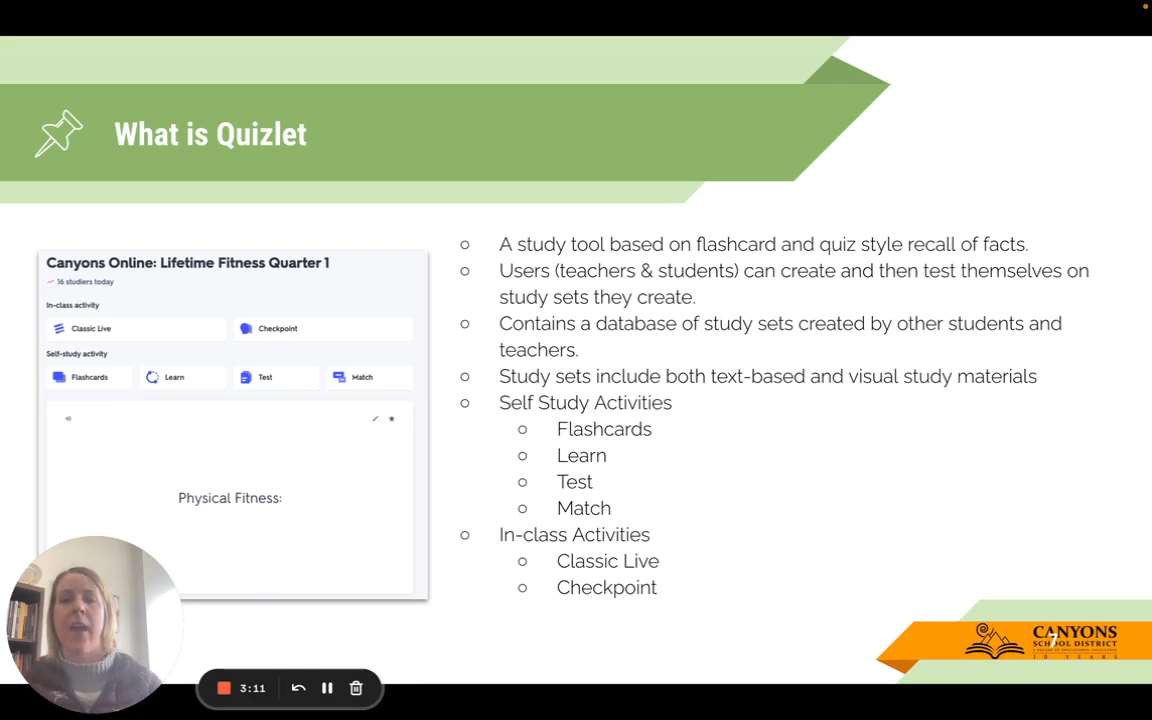 What is Quizlet
Canyons Online: Lifetime Fitness Quarter 1
16 studiers today
In-class activity
Classic Live
Checkpoint
Self-study activity
Flashcards
Learn
Test
Match
Physical Fitness:
A study tool based on flashcard and quiz style recall of facts.
Users (teachers & students) can create and then test themselves on
study sets they create.
Contains a database of study sets created by other students and
teachers.
Study sets include both text-based and visual study materials
Self Study Activities
Flashcards
Learn
Test
Match
In-class Activities
Classic Live
Checkpoint
7
CANYONS
SCHOOL DISTRICT
10 YEARS
3:11